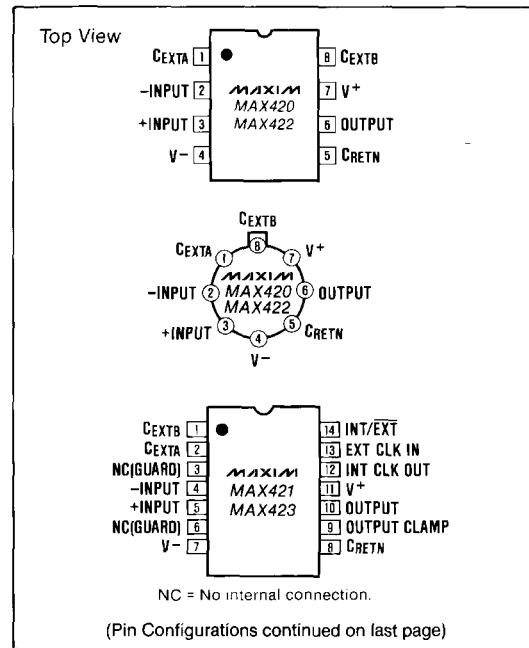 Top View
CEXTA 1
8 CEXTB
-INPUT 2
7 V+
+INPUT 3
6 OUTPUT
V- 4
5 CRETN
MAXIM
MAX420
MAX422
CEXTB
8
CEXTA 1
7 V+
-INPUT 2
6 OUTPUT
+INPUT 3
5 CRETN
4
V-
MAXIM
MAX420
MAX422
CEXTB 1
14 INT/EXT
CEXTA 2
13 EXT CLK IN
NC(GUARD) 3
12 INT CLK OUT
-INPUT 4
11 V+
+INPUT 5
10 OUTPUT
NC(GUARD) 6
9 OUTPUT CLAMP
V- 7
8 CRETN
MAXIM
MAX421
MAX423
NC = No internal connection.
(Pin Configurations continued on last page)